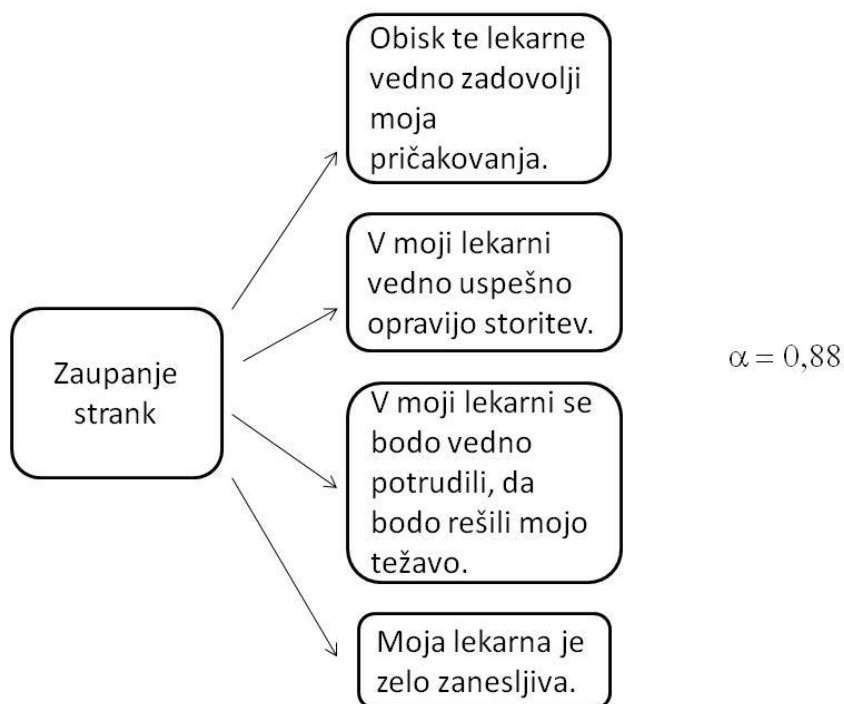 Obisk te lekarne
vedno zadovolji
moja
pričakovanja.
V moji lekarni
vedno uspešno
opravijo storitev.
Zaupanje
strank
α = 0,88
V moji lekarni se
bodo vedno
potrudili, da
bodo rešili mojo
težavo.
Moja lekarna je
zelo zanesljiva.